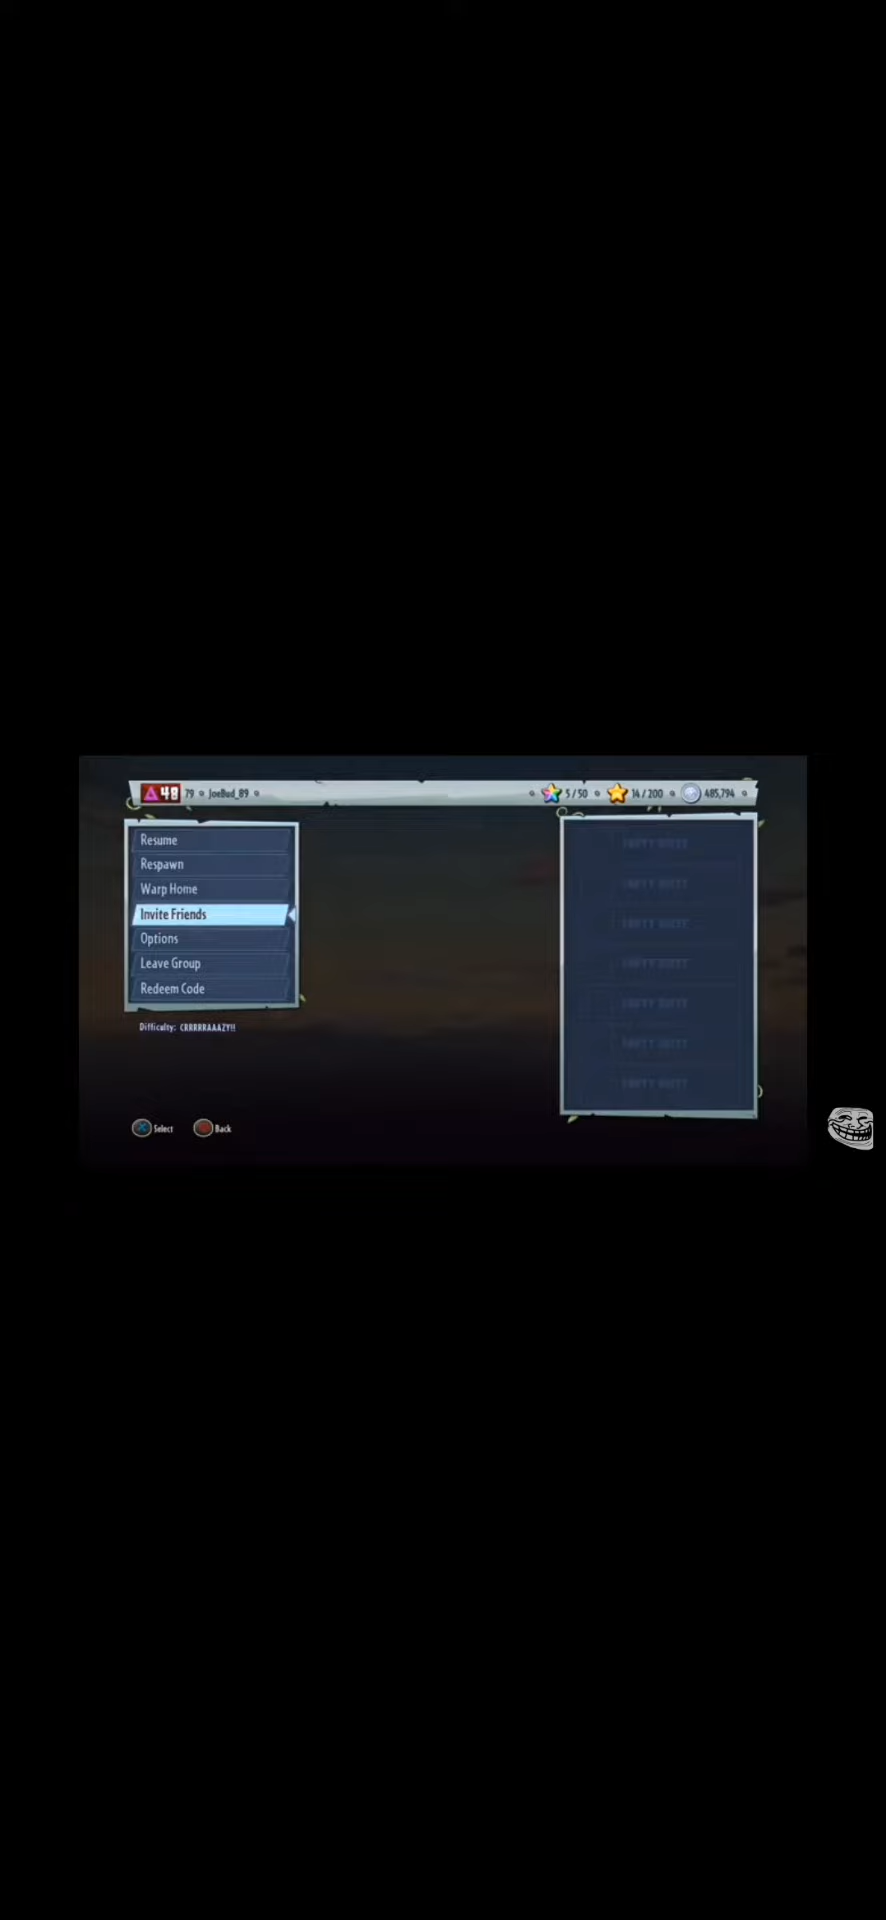 48 79 JoeBud_89 5/50 14/200 485,794
Resume
Respawn
Warp Home
Invite Friends
Options
Leave Group
Redeem Code
Difficulty: CRRRRRAAAZY!!
Select Back